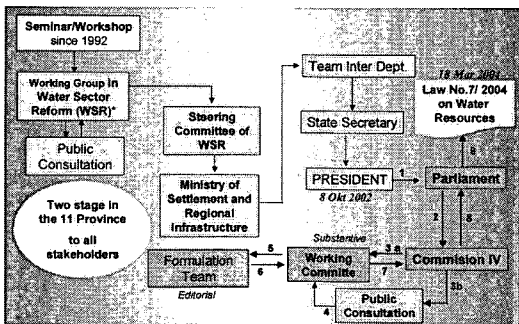 Seminar/Workshop
since 1992
Working Group in
Water Sector
Reform (WSR)*
Public
Consultation
Two stage in
the 11 Province
to all
stakeholders
Steering
Committee of
WSR
Ministry of
Settlement and
Regional
Infrastructure
Team Inter Dept.
State Secretary
PRESIDENT
8 Okt 2002
18 Mar 2004
Law No.7/ 2004
on Water
Resources
Parliament
1
2
8
Substantive
Formulation
Team
Editorial
5
6
Working
Committe
3 a
7
Commision IV
3b
4
Public
Consultation